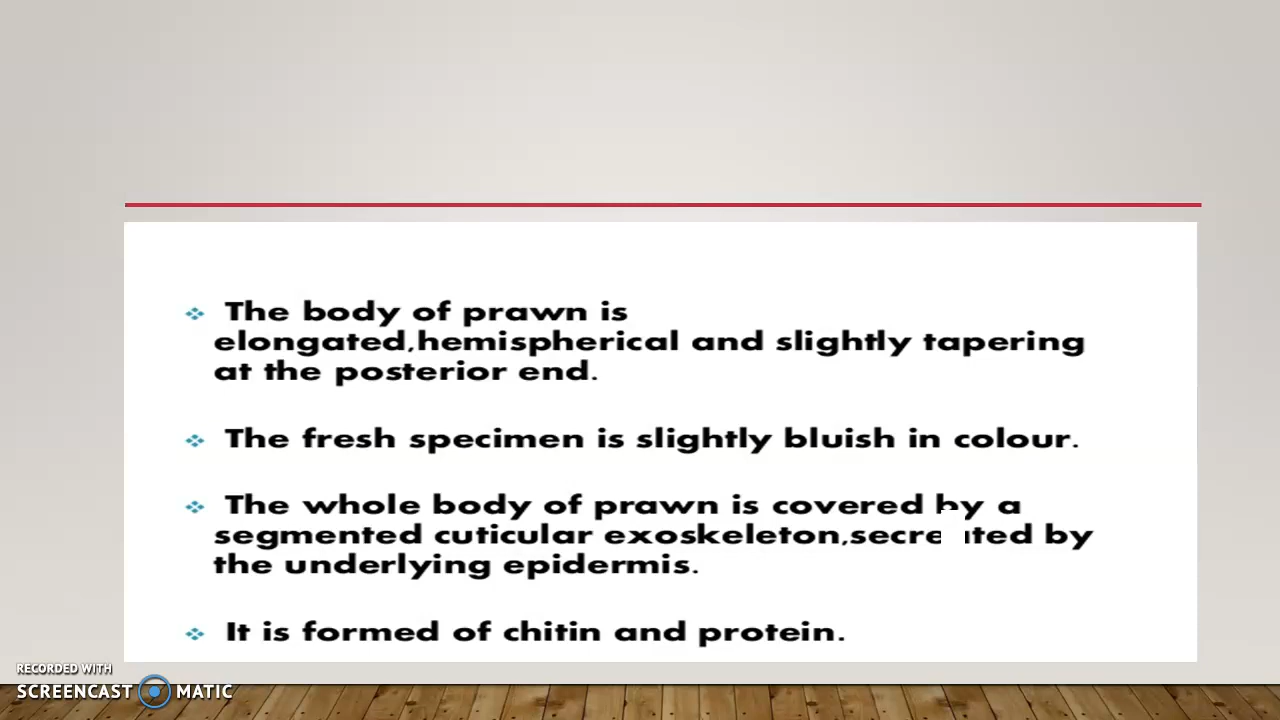 The body of prawn is
elongated,hemispherical and slightly tapering
at the posterior end.
The fresh specimen is slightly bluish in colour.
The whole body of prawn is covered by a
segmented cuticular exoskeleton,secreated by
the underlying epidermis.
It is formed of chitin and protein.
RECORDED WITH
SCREENCAST MATIC